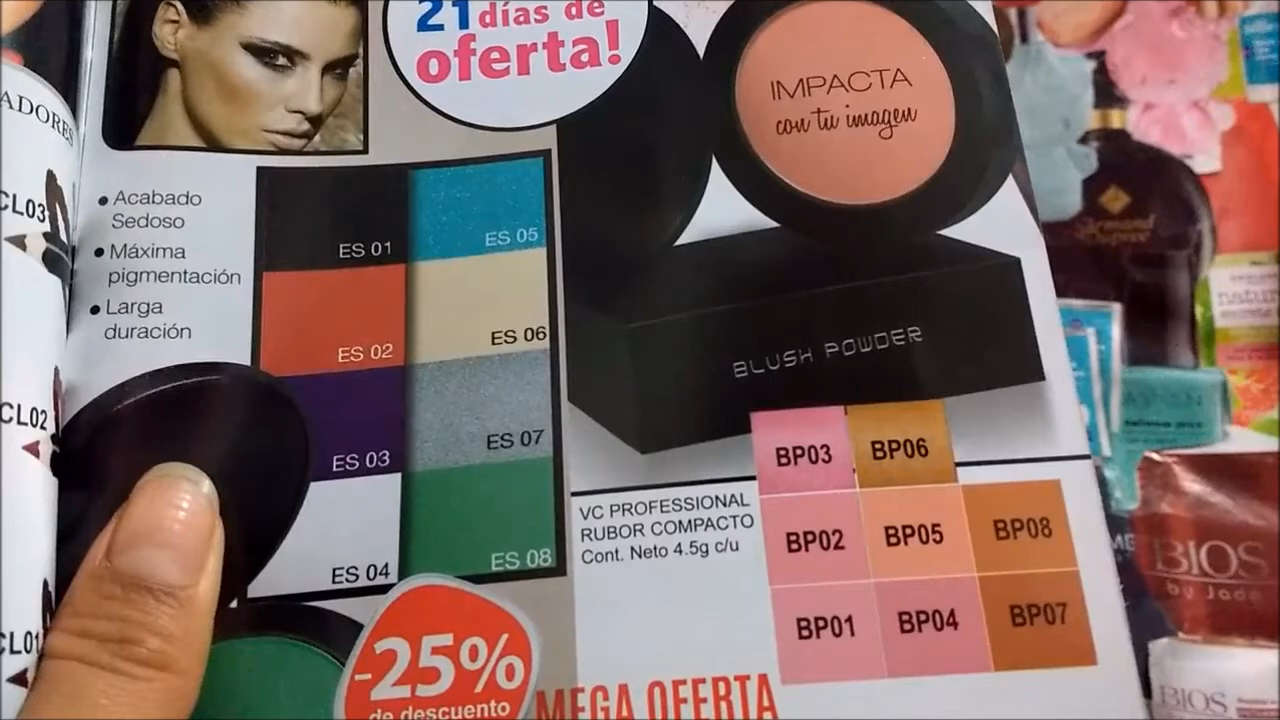 21 días de
oferta!
IMPACTA
con tu imagen
ADORES
CL03
CL02
CL01
• Acabado
Sedoso
• Máxima
pigmentación
• Larga
duración
ES 01
ES 05
ES 02
ES 06
ES 03
ES 07
ES 04
ES 08
BLUSH POWDER
VC PROFESSIONAL
RUBOR COMPACTO
Cont. Neto 4.5g c/u
BP03
BP06
BP02
BP05
BP08
BP01
BP04
BP07
-25%
de descuento
MEGA OFERTA
BIOS
by Jade
BIOS